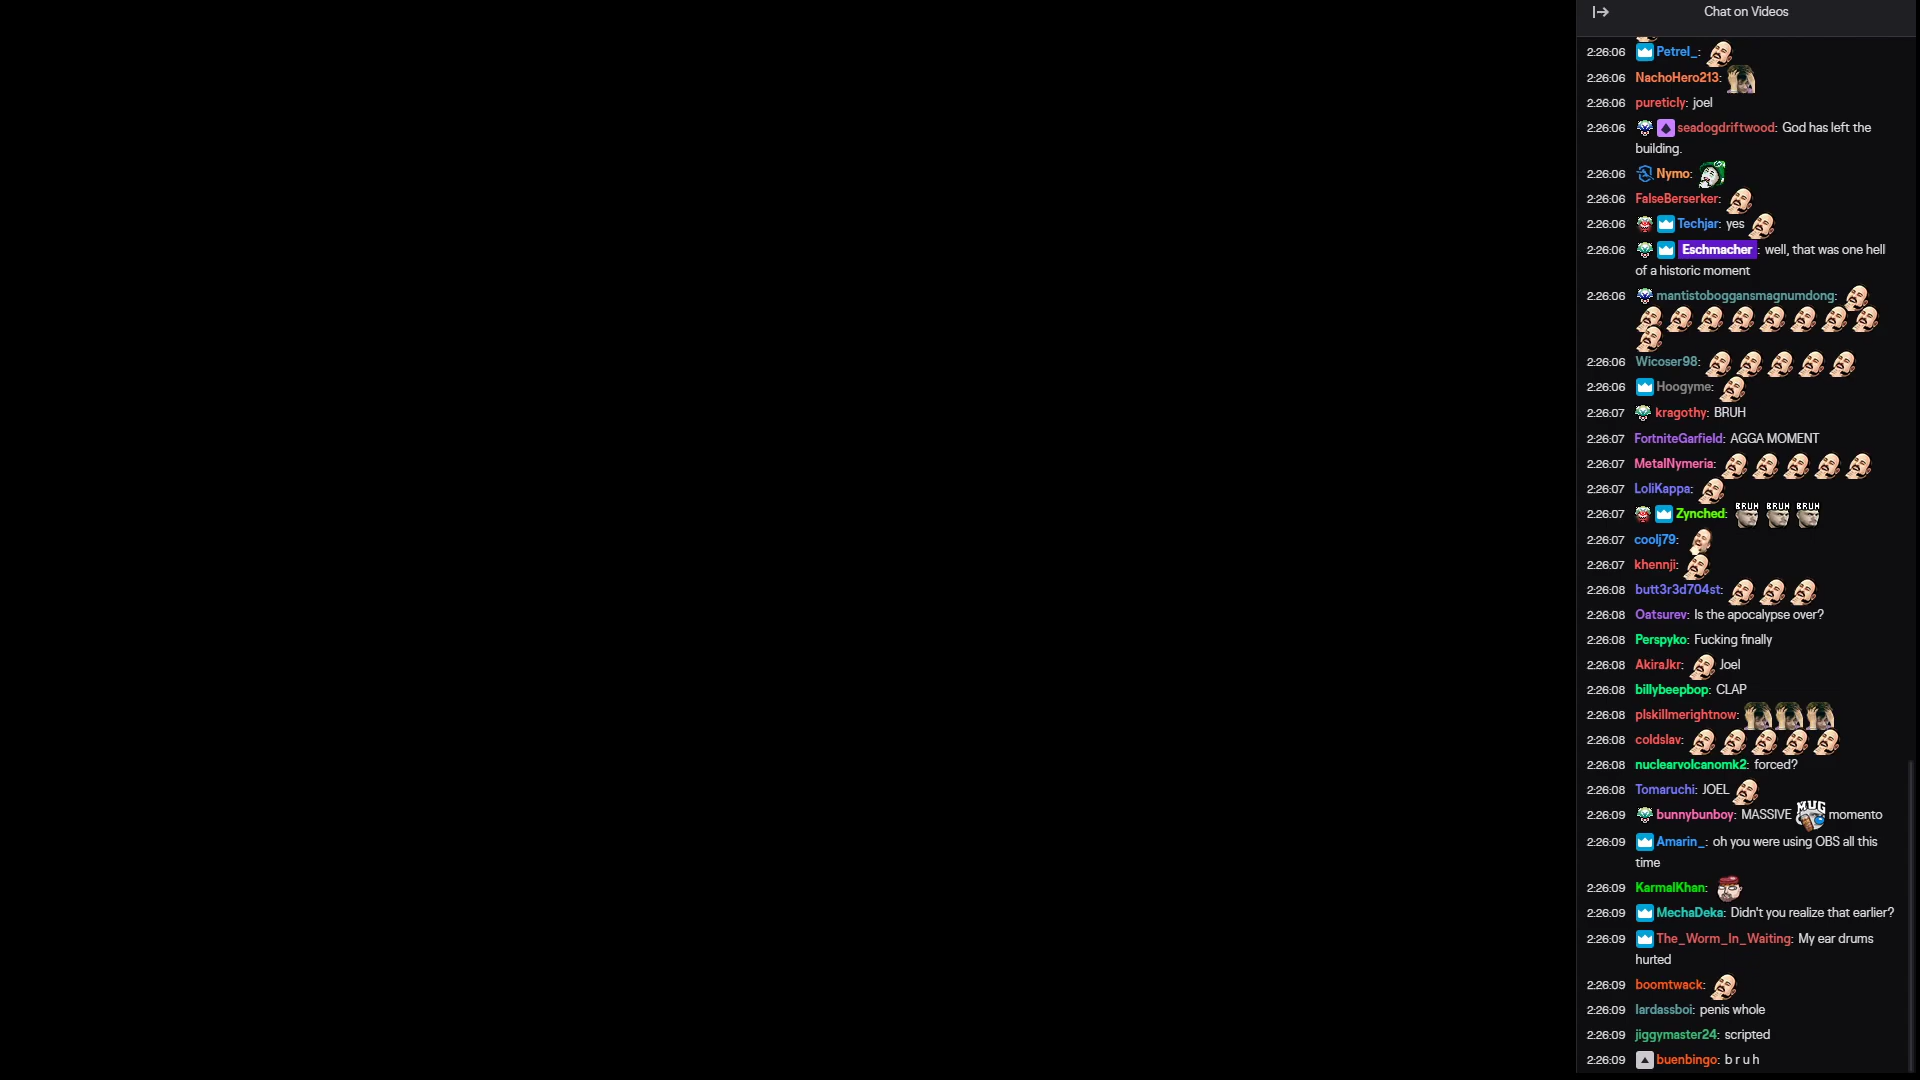 Chat on Videos
2:26:06 Petrel_:
2:26:06 NachoHero213:
2:26:06 pureticly: joel
2:26:06 seadogdriftwood: God has left the
building.
2:26:06 Nymo:
2:26:06 FalseBerserker:
2:26:06 Techjar: yes
2:26:06 Eschmacher: well, that was one hell
of a historic moment
2:26:06 mantistoboggansmagnumdong:
2:26:06 Wicoser98:
2:26:06 Hoogyme:
2:26:07 kragothy: BRUH
2:26:07 FortniteGarfield: AGGA MOMENT
2:26:07 MetalNymeria:
2:26:07 LoliKappa:
2:26:07 Zynched: BRUH BRUH BRUH
2:26:07 coolj79:
2:26:07 khennji:
2:26:08 butt3r3d704st:
2:26:08 Oatsurev: Is the apocalypse over?
2:26:08 Perspyko: Fucking finally
2:26:08 AkiraJkr: Joel
2:26:08 billybeepbop: CLAP
2:26:08 plskillmerightnow:
2:26:08 coldslav:
2:26:08 nuclearvolcanomk2: forced?
2:26:08 Tomaruchi: JOEL
2:26:09 bunnybunboy: MASSIVE MUG momento
2:26:09 Amarin_: oh you were using OBS all this
time
2:26:09 KarmalKhan:
2:26:09 MechaDeka: Didn't you realize that earlier?
2:26:09 The_Worm_In_Waiting: My ear drums
hurted
2:26:09 boomtwack:
2:26:09 lardassboi: penis whole
2:26:09 jiggymaster24: scripted
2:26:09 buenbingo: b r u h